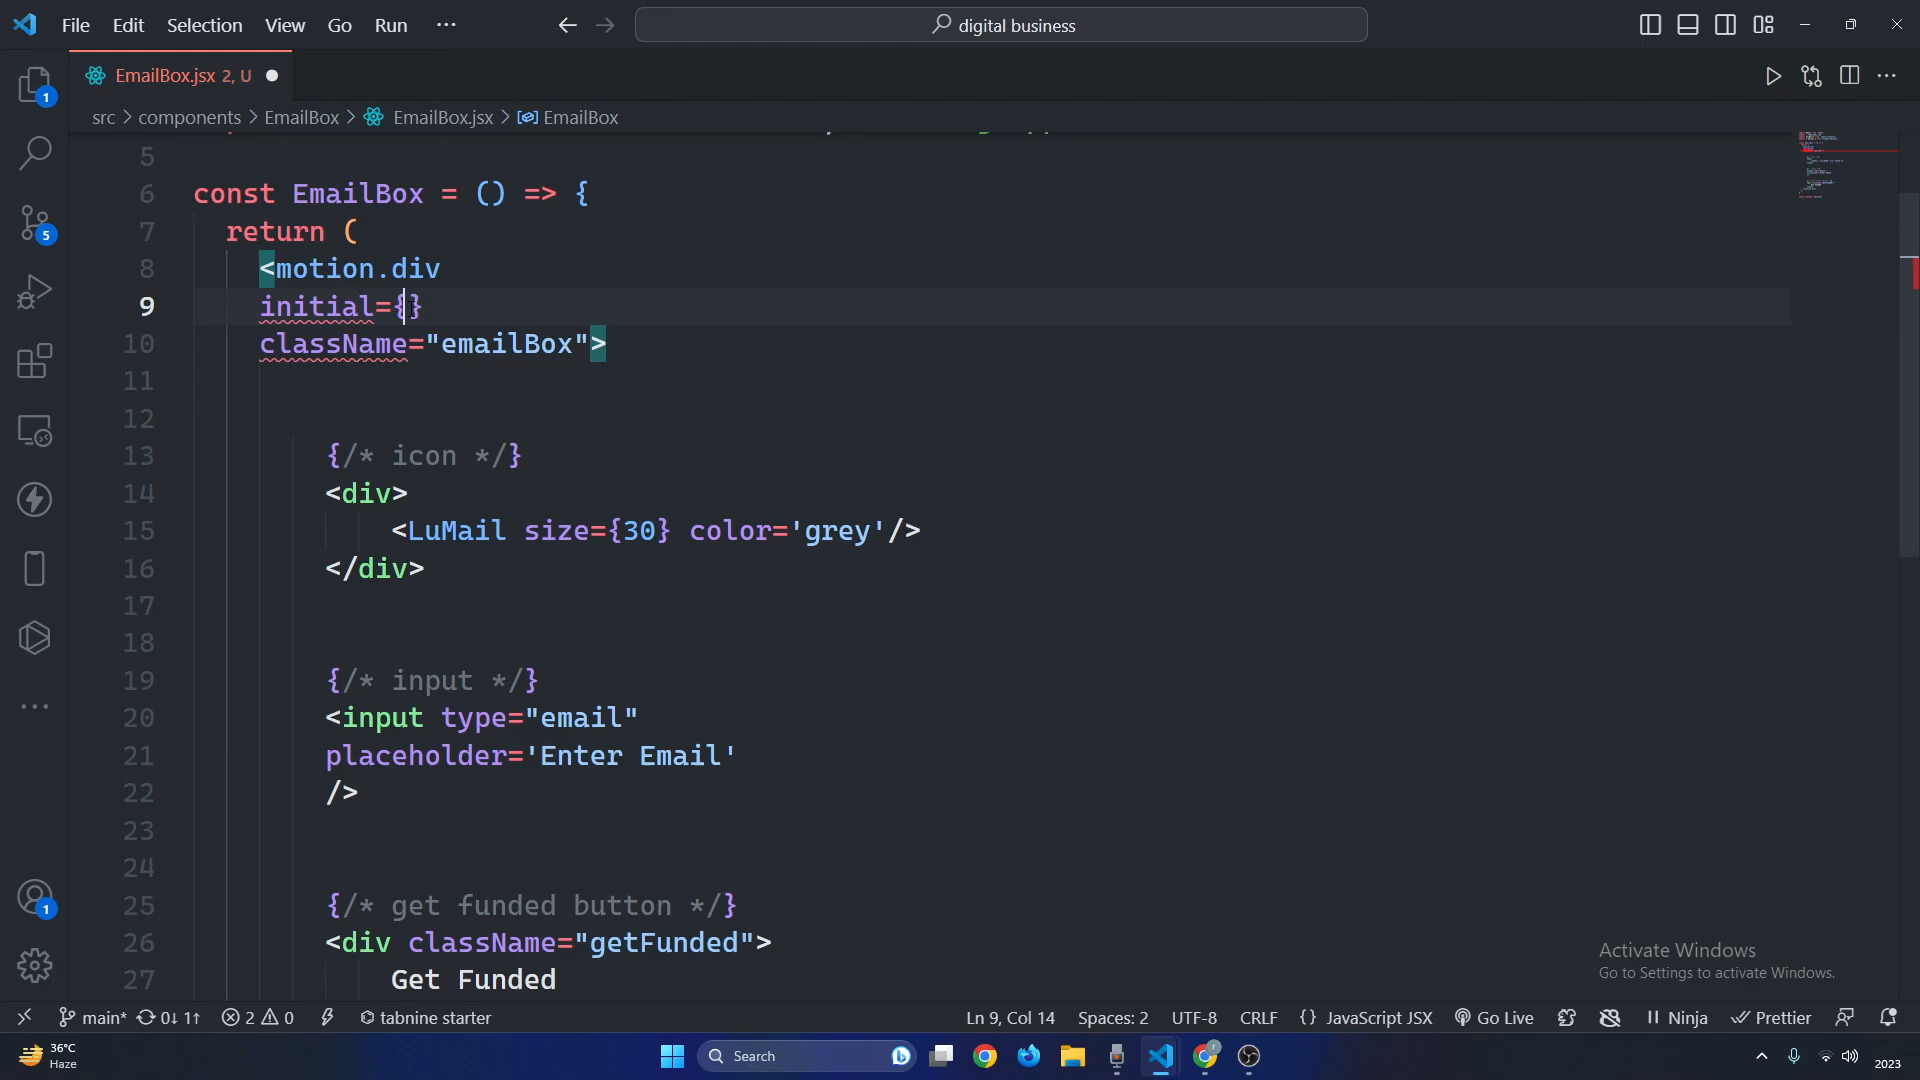 File Edit Selection View Go Run ···
digital business
EmailBox.jsx 2, U
src > components > EmailBox > EmailBox.jsx > EmailBox
5
6 const EmailBox = () => {
7 return (
8 <motion.div
9 initial={}
10 className="emailBox">
11
12
13 {/* icon */}
14 <div>
15 <LuMail size={30} color='grey'/>
16 </div>
17
18
19 {/* input */}
20 <input type="email"
21 placeholder='Enter Email'
22 />
23
24
25 {/* get funded button */}
26 <div className="getFunded">
27 Get Funded
1
5
1
Activate Windows
Go to Settings to activate Windows.
main* 0↓ 1↑ 2 0 tabnine starter Ln 9, Col 14 Spaces: 2 UTF-8 CRLF {} JavaScript JSX Go Live Ninja Prettier
36°C
Haze
Search
2023